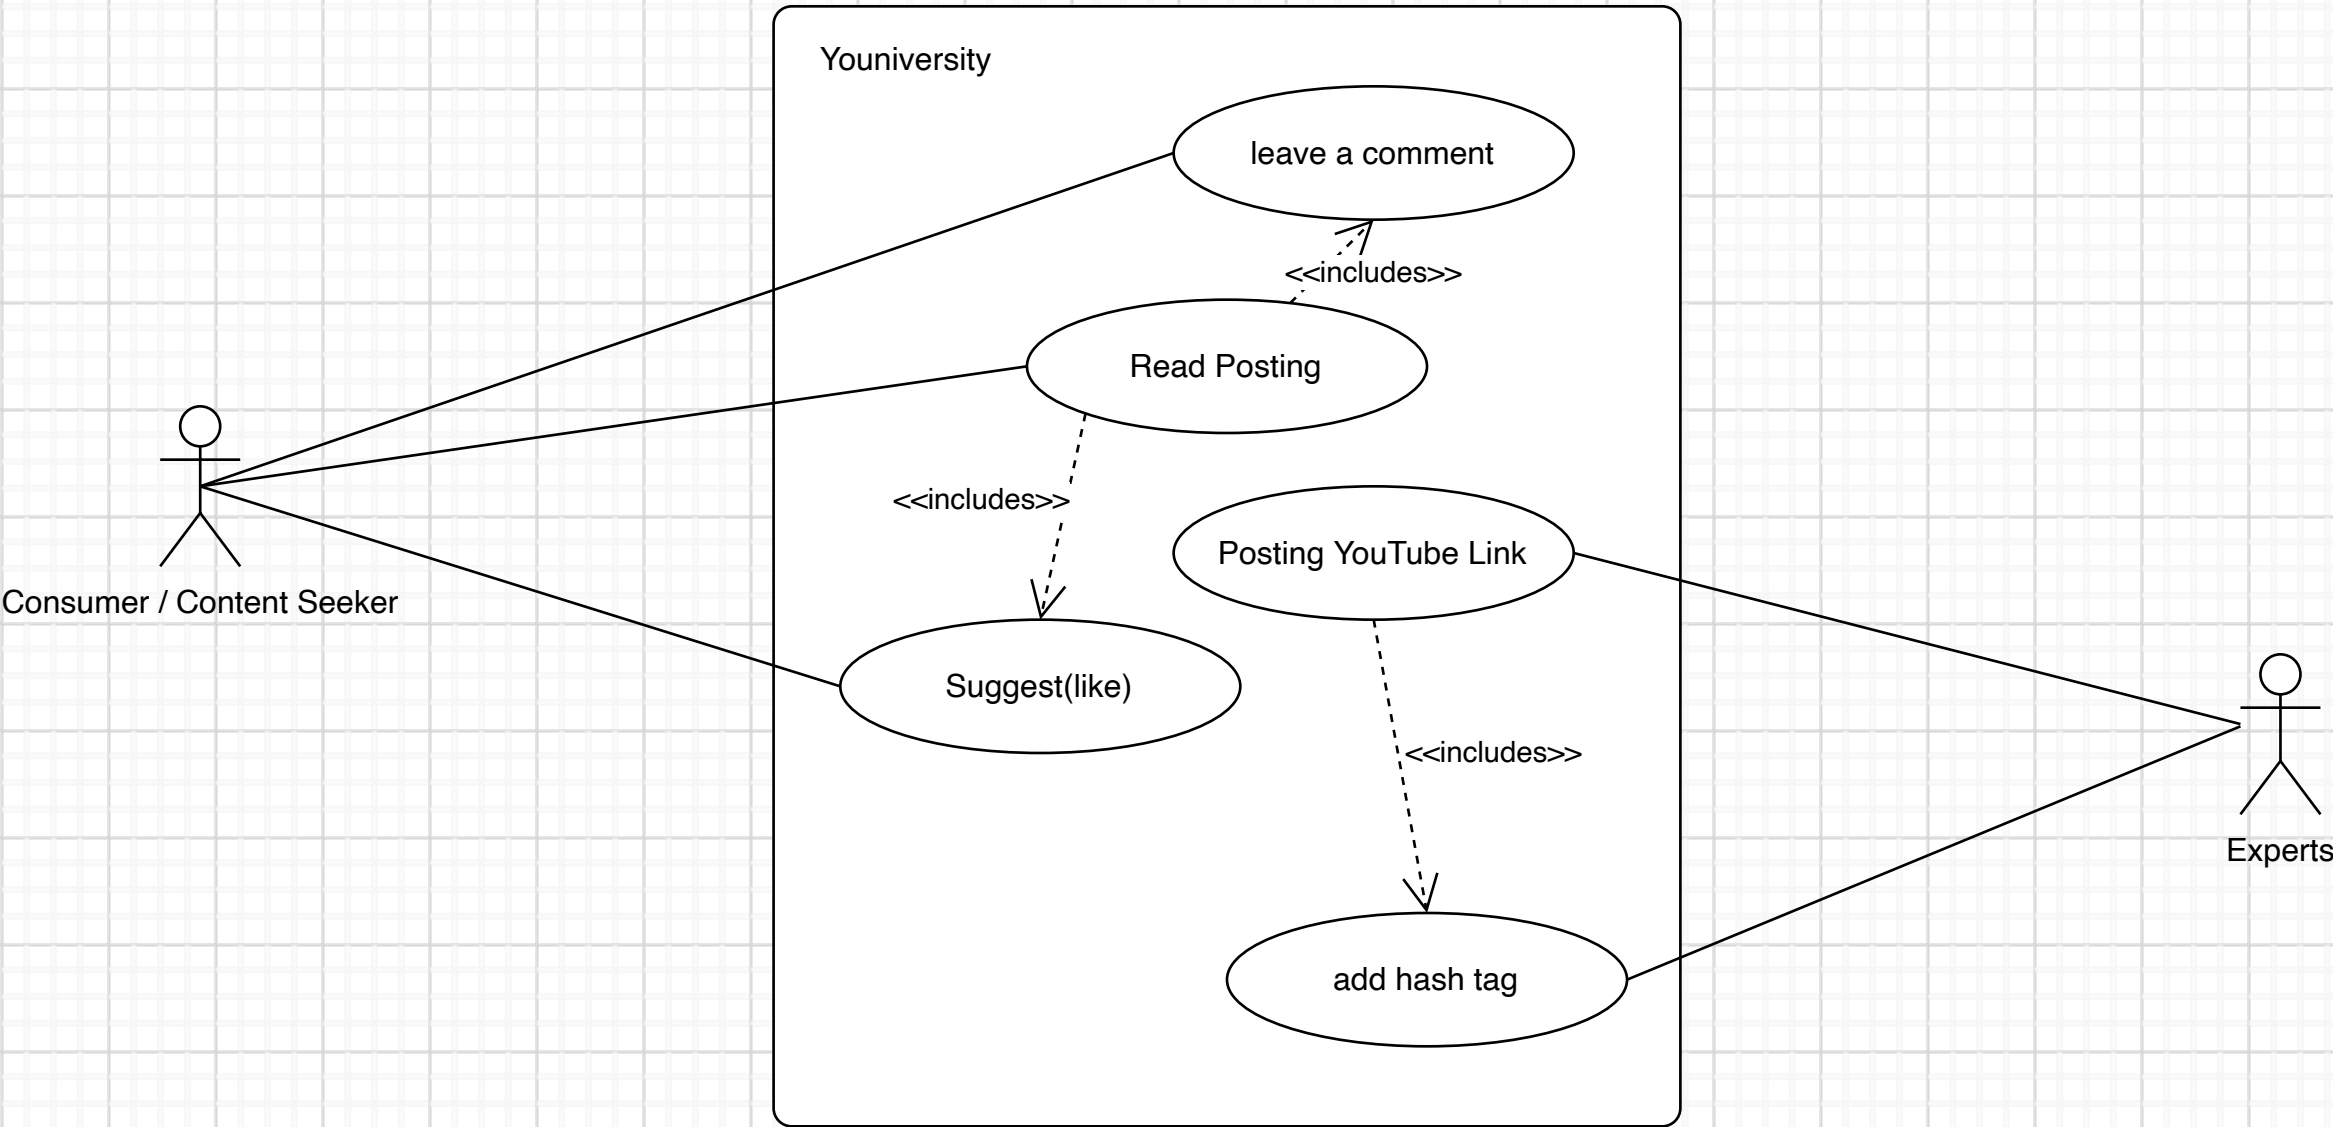 Youniversity
leave a comment
<<includes>>
Read Posting
<<includes>>
Posting YouTube Link
Consumer / Content Seeker
Suggest(like)
<<includes>>
Experts
add hash tag